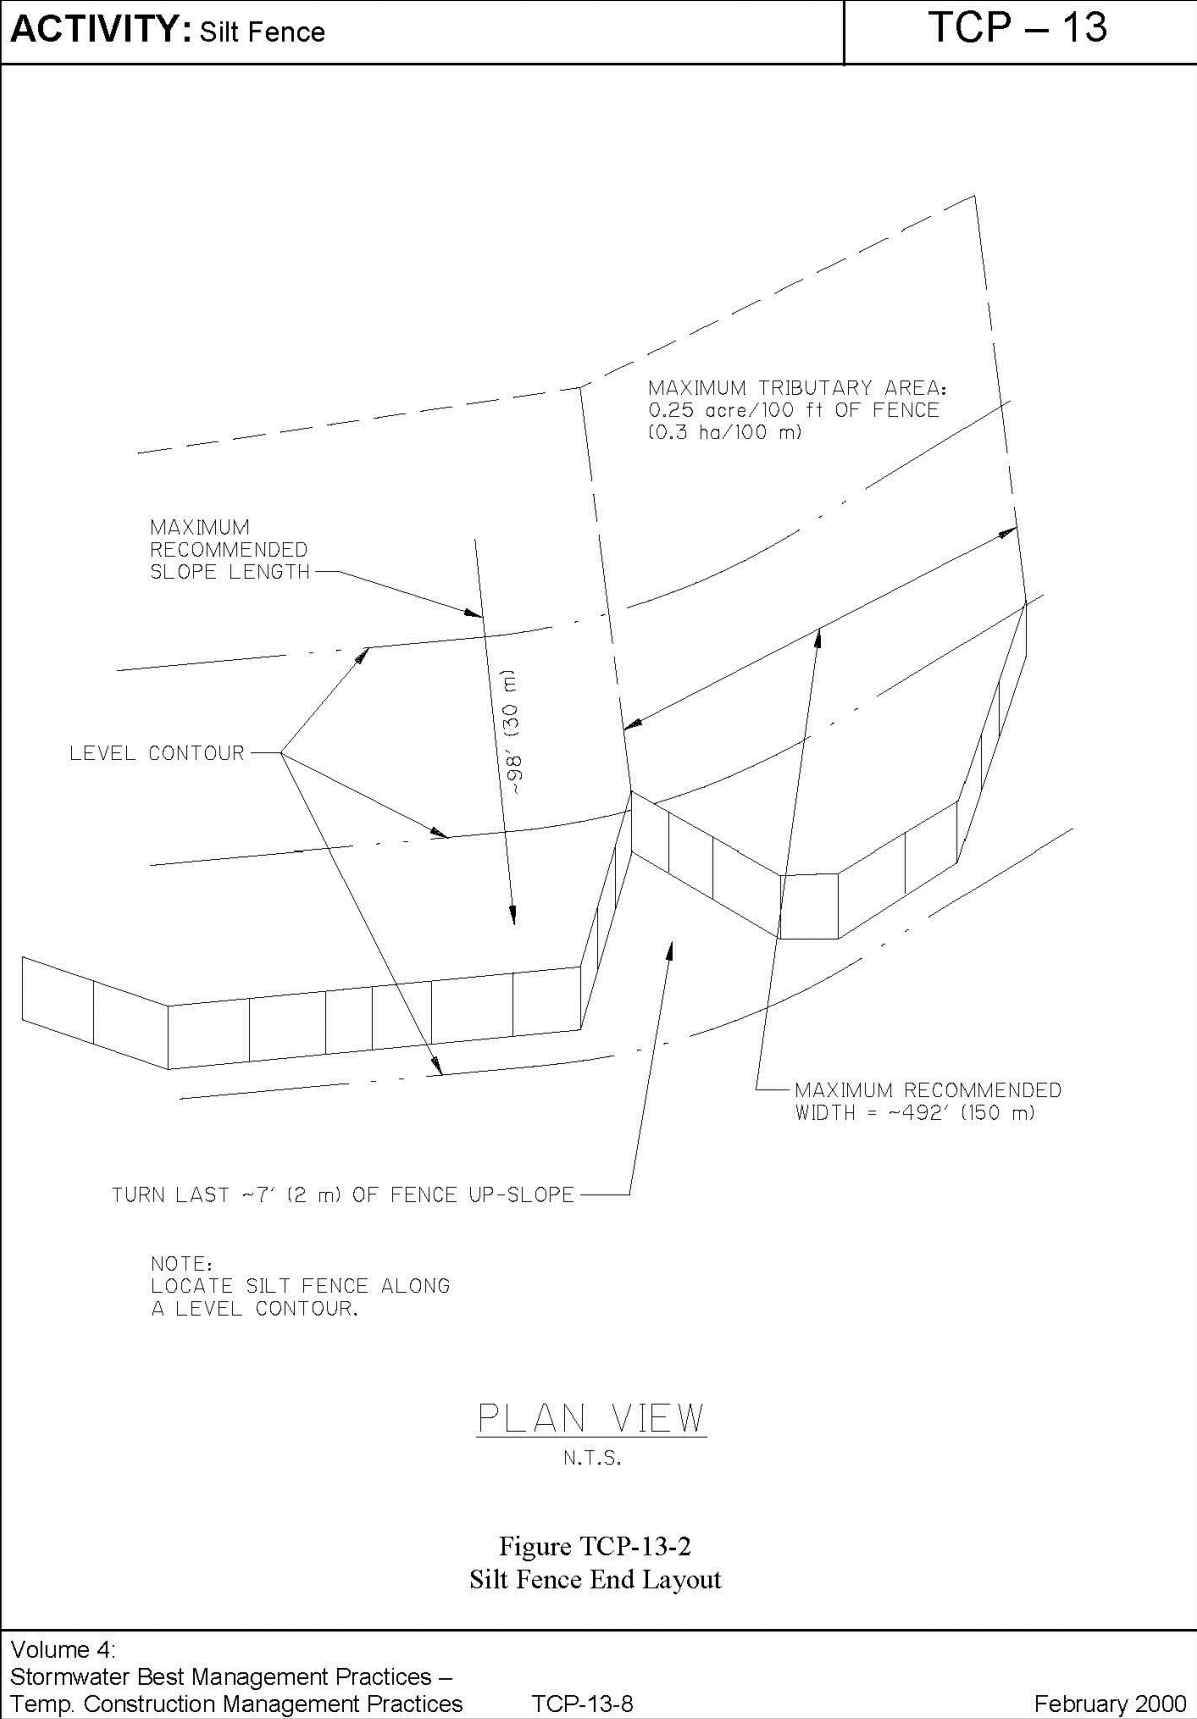 ACTIVITY: Silt Fence
TCP – 13
MAXIMUM TRIBUTARY AREA:
0.25 acre/100 ft OF FENCE
(0.3 ha/100 m)
MAXIMUM
RECOMMENDED
SLOPE LENGTH
~98' (30 m)
LEVEL CONTOUR
MAXIMUM RECOMMENDED
WIDTH = ~492' (150 m)
TURN LAST ~7' (2 m) OF FENCE UP-SLOPE
NOTE:
LOCATE SILT FENCE ALONG
A LEVEL CONTOUR.
PLAN VIEW
N.T.S.
Figure TCP-13-2
Silt Fence End Layout
Volume 4:
Stormwater Best Management Practices –
Temp. Construction Management Practices
TCP-13-8
February 2000